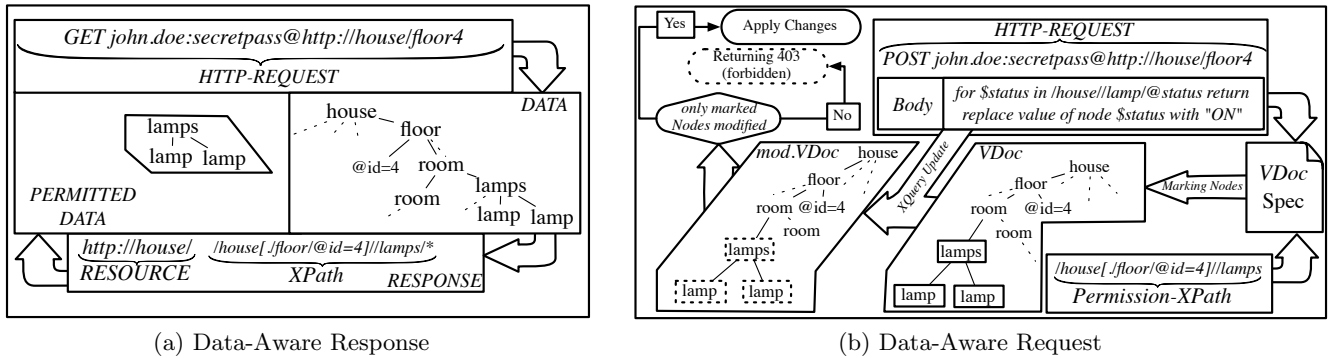 GET john.doe:secretpass@http://house/floor4
HTTP-REQUEST
DATA
house
floor
@id=4
room
room
lamps
lamp
lamp
lamps
lamp
lamp
PERMITTED
DATA
http://house/
/house[./floor/@id=4]//lamps/*
RESOURCE
XPath
RESPONSE
(a) Data-Aware Response
Yes
Apply Changes
Returning 403
(forbidden)
only marked
Nodes modified
No
HTTP-REQUEST
POST john.doe:secretpass@http://house/floor4
Body
for $status in /house//lamp/@status return
replace value of node $status with "ON"
mod.VDoc
house
floor
room
@id=4
room
lamps
lamp
lamp
XQuery Update
VDoc
house
floor
room
@id=4
room
lamps
lamp
lamp
Marking Nodes
VDoc
Spec
/house[./floor/@id=4]//lamps
Permission-XPath
(b) Data-Aware Request